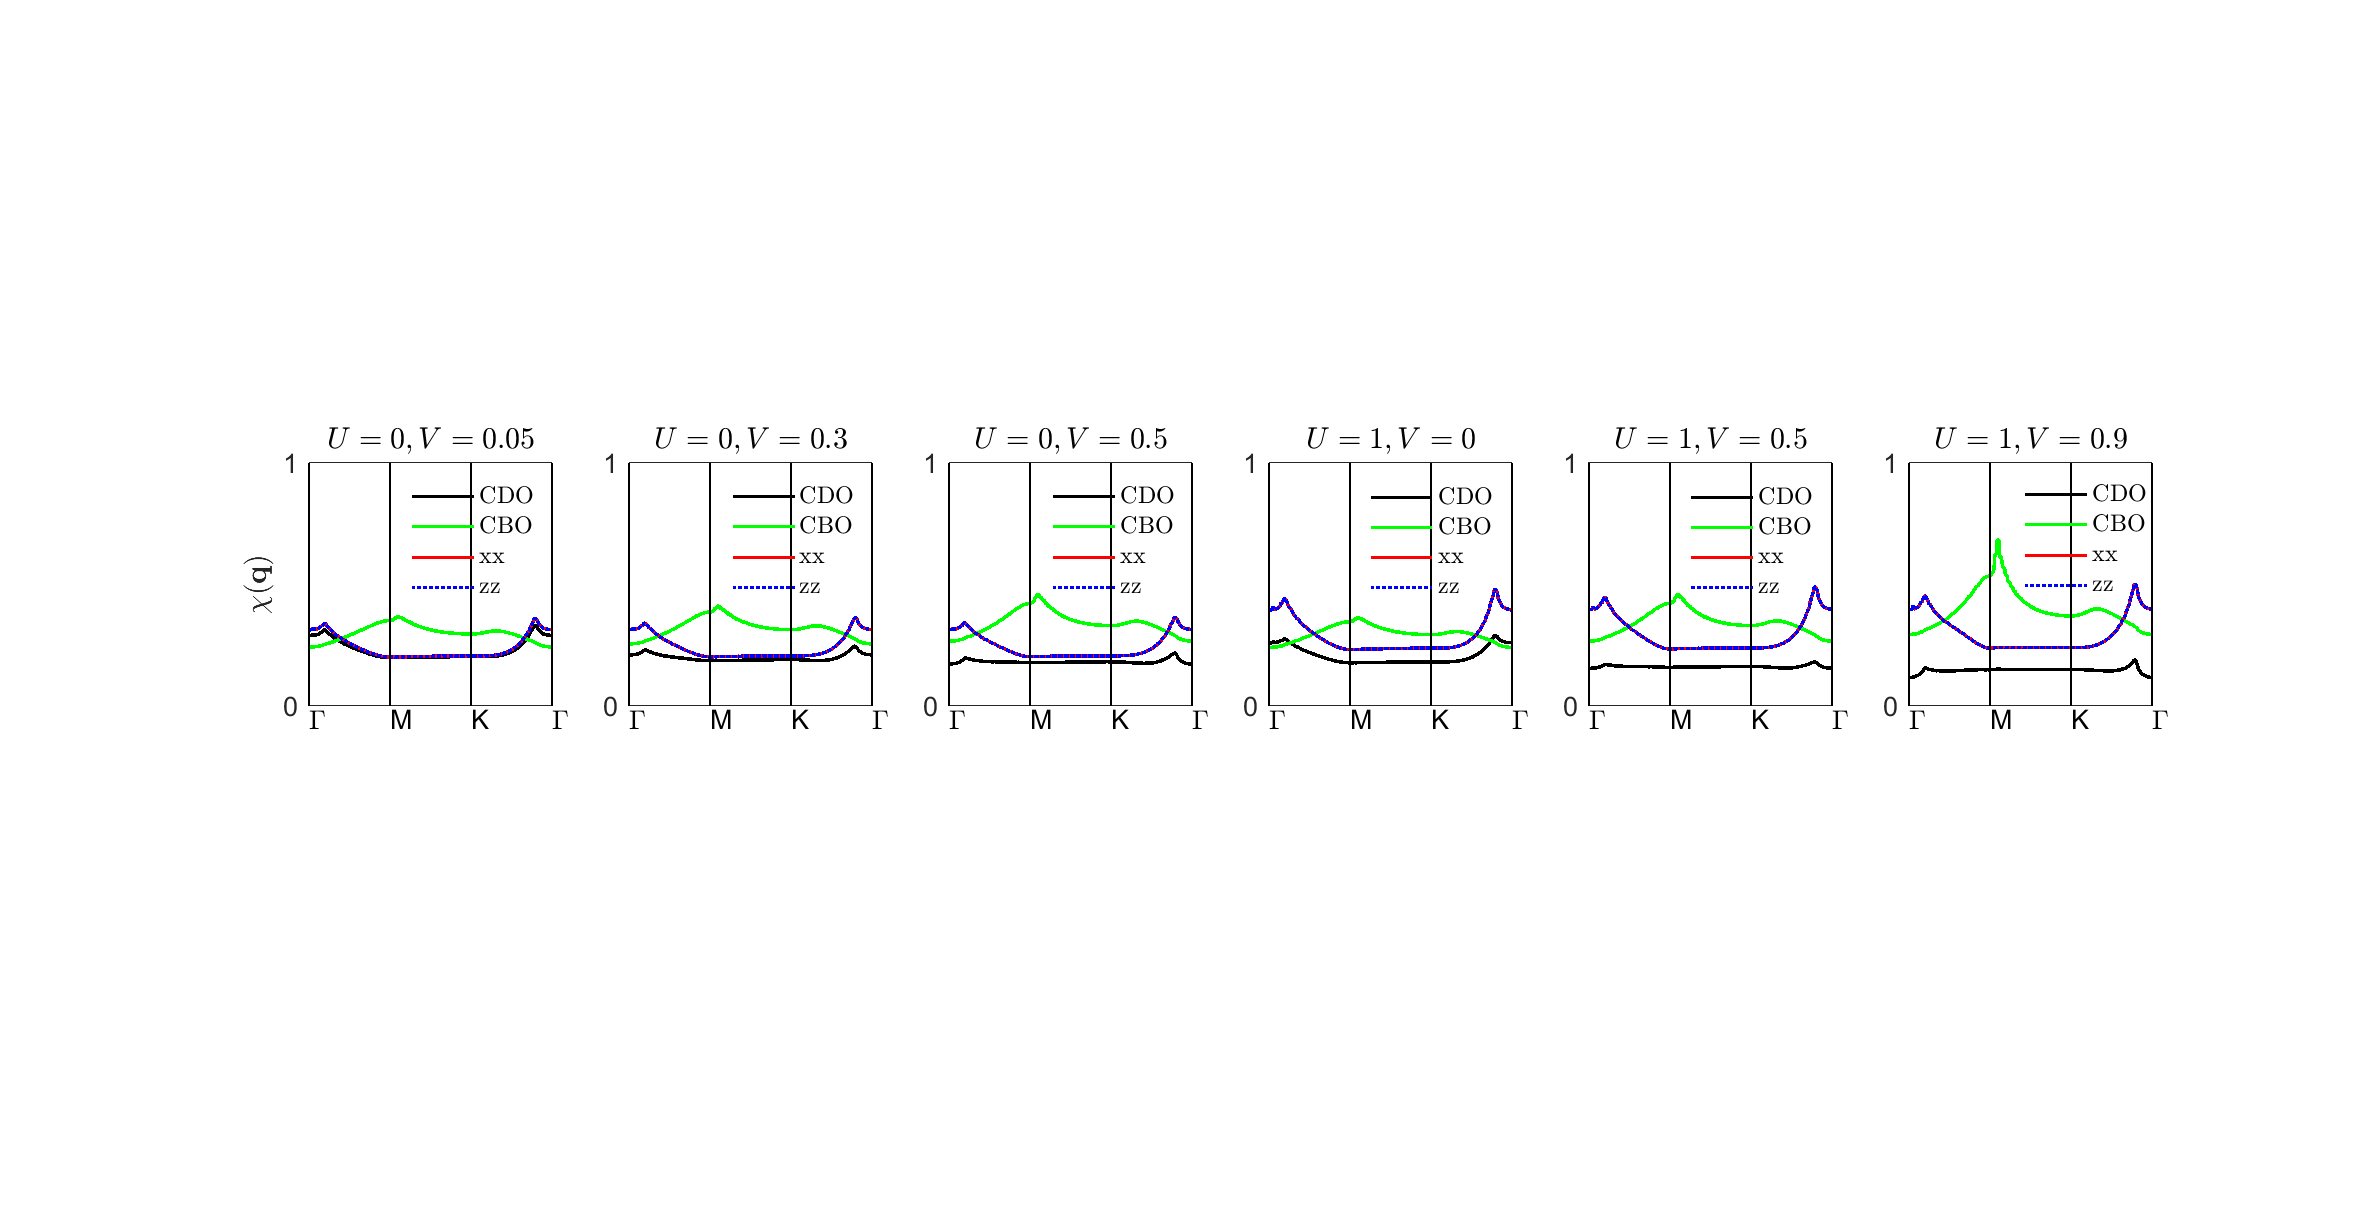 χ(q)
U = 0, V = 0.05
1
0
CDO
CBO
xx
zz
Γ M K Γ
U = 0, V = 0.3
1
0
CDO
CBO
xx
zz
Γ M K Γ
U = 0, V = 0.5
1
0
CDO
CBO
xx
zz
Γ M K Γ
U = 1, V = 0
1
0
CDO
CBO
xx
zz
Γ M K Γ
U = 1, V = 0.5
1
0
CDO
CBO
xx
zz
Γ M K Γ
U = 1, V = 0.9
1
0
CDO
CBO
xx
zz
Γ M K Γ